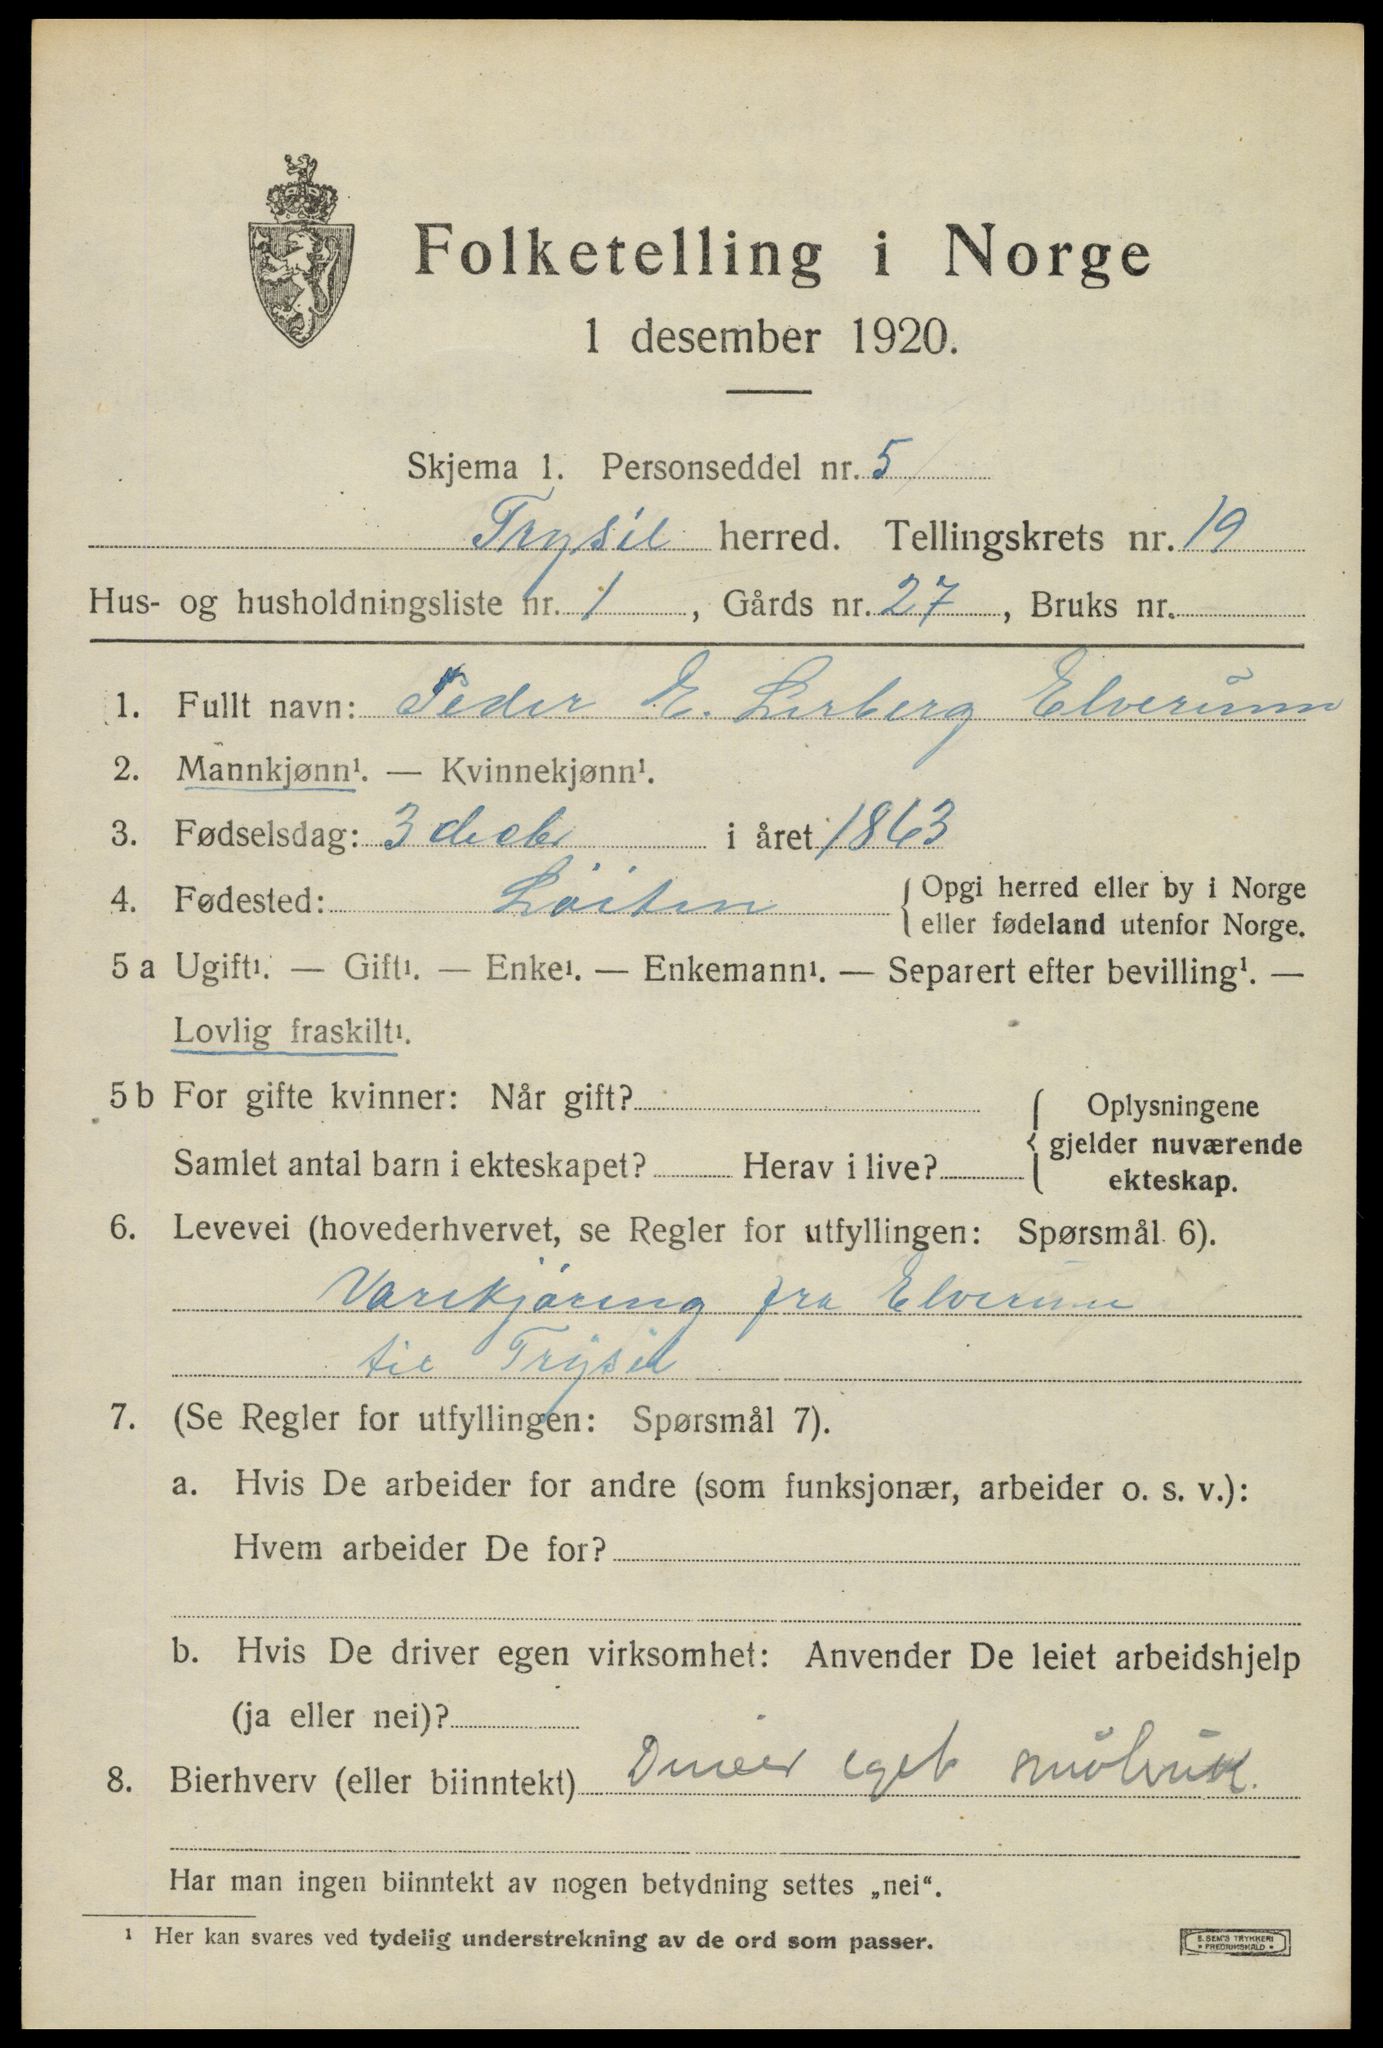 Folketelling i Norge
1 desember 1920.
Skjema 1. Personseddel nr. 5
Trysil herred. Tellingskrets nr. 19
Hus- og husholdningsliste nr. 1, Gårds nr. 27, Bruks nr.
1. Fullt navn: Peder E. Lerberg Elverum
2. Mannkjønn¹. — Kvinnekjønn¹.
3. Fødselsdag: 3 decbr i året 1863
4. Fødested: Löiten { Opgi herred eller by i Norge
eller fødeland utenfor Norge.
5 a Ugift¹. — Gift¹. — Enke¹. — Enkemann¹. — Separert efter bevilling¹. —
Lovlig fraskilt¹.
5 b For gifte kvinner: Når gift? { Oplysningene
gjelder nuværende
Samlet antal barn i ekteskapet? Herav i live?
ekteskap.
6. Levevei (hovederhvervet, se Regler for utfyllingen: Spørsmål 6).
Varekjöring fra Elverum
til Trysil
7. (Se Regler for utfyllingen: Spørsmål 7).
a. Hvis De arbeider for andre (som funksjonær, arbeider o. s. v.):
Hvem arbeider De for?
b. Hvis De driver egen virksomhet: Anvender De leiet arbeidshjelp
(ja eller nei)?
8. Bierhverv (eller biinntekt) eget
Har man ingen biinntekt av nogen betydning settes „nei“.
¹ Her kan svares ved tydelig understrekning av de ord som passer.
E. SEM'S TRYKKERI
• FREDRIKSHALD •